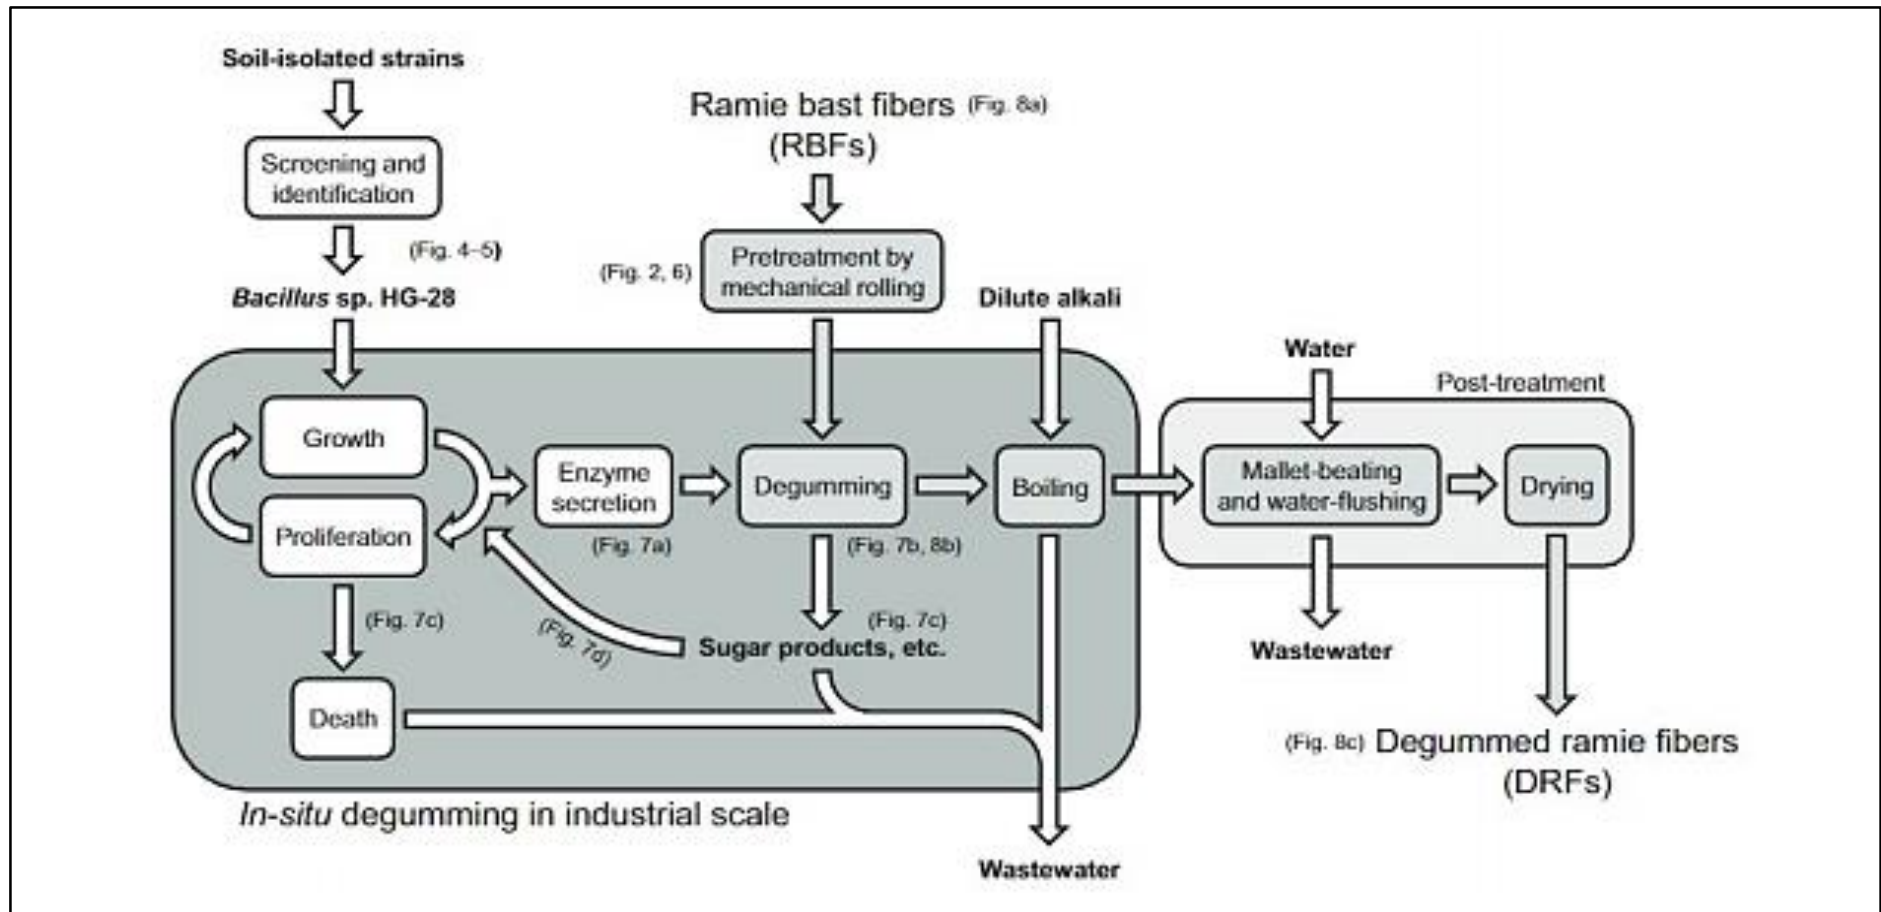 Soil-isolated strains
Screening and
identification
(Fig. 4–5)
Bacillus sp. HG-28
Ramie bast fibers (Fig. 8a)
(RBFs)
(Fig. 2, 6)
Pretreatment by
mechanical rolling
Dilute alkali
Water
Post-treatment
Growth
Proliferation
Enzyme
secretion
(Fig. 7a)
Degumming
(Fig. 7b, 8b)
Boiling
Mallet-beating
and water-flushing
Drying
(Fig. 7c)
(Fig. 7d)
(Fig. 7c)
Sugar products, etc.
Death
Wastewater
(Fig. 8c) Degummed ramie fibers
(DRFs)
In-situ degumming in industrial scale
Wastewater